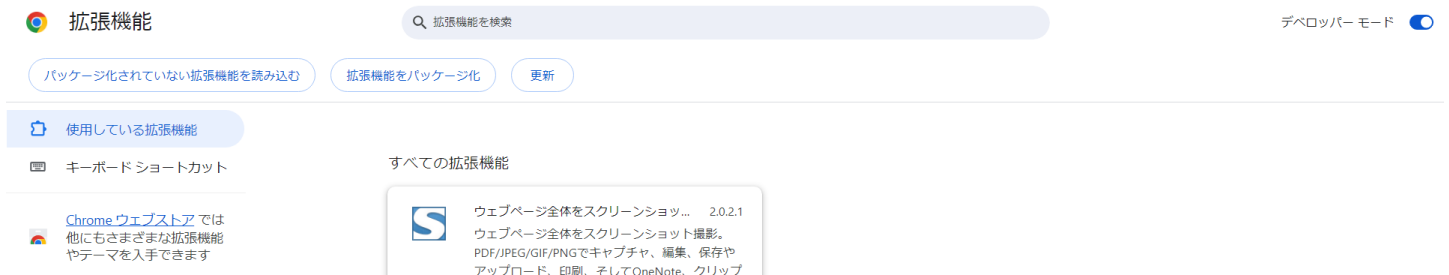 拡張機能
拡張機能を検索
デベロッパー モード
パッケージ化されていない拡張機能を読み込む
拡張機能をパッケージ化
更新
使用している拡張機能
キーボード ショートカット
Chrome ウェブストア では
他にもさまざまな拡張機能
やテーマを入手できます
すべての拡張機能
ウェブページ全体をスクリーンショッ...
2.0.2.1
ウェブページ全体をスクリーンショット撮影。
PDF/JPEG/GIF/PNGでキャプチャ、編集、保存や
アップロード、印刷、そしてOneNote、クリップ